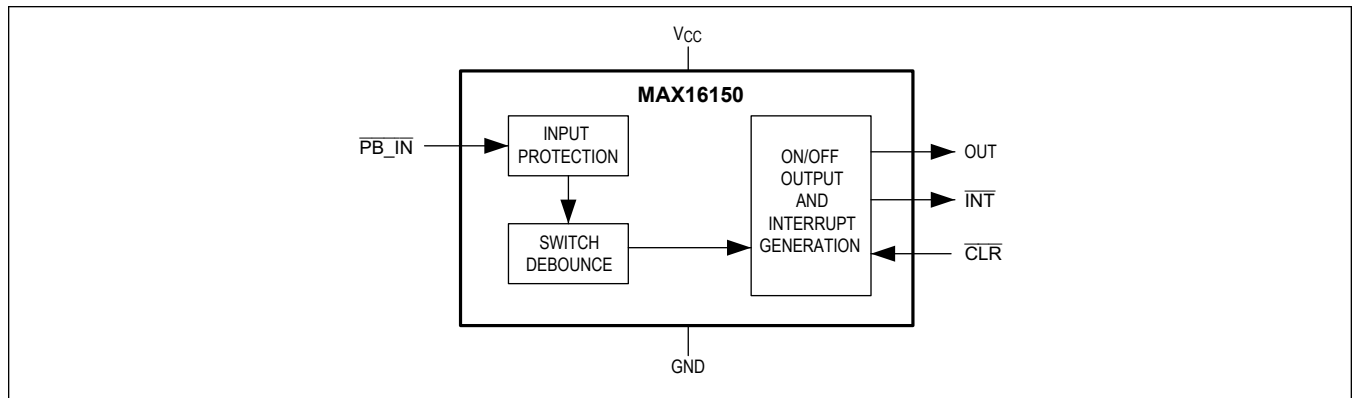 VCC
MAX16150
PB_IN
INPUT
PROTECTION
SWITCH
DEBOUNCE
ON/OFF
OUTPUT
AND
INTERRUPT
GENERATION
OUT
INT
CLR
GND